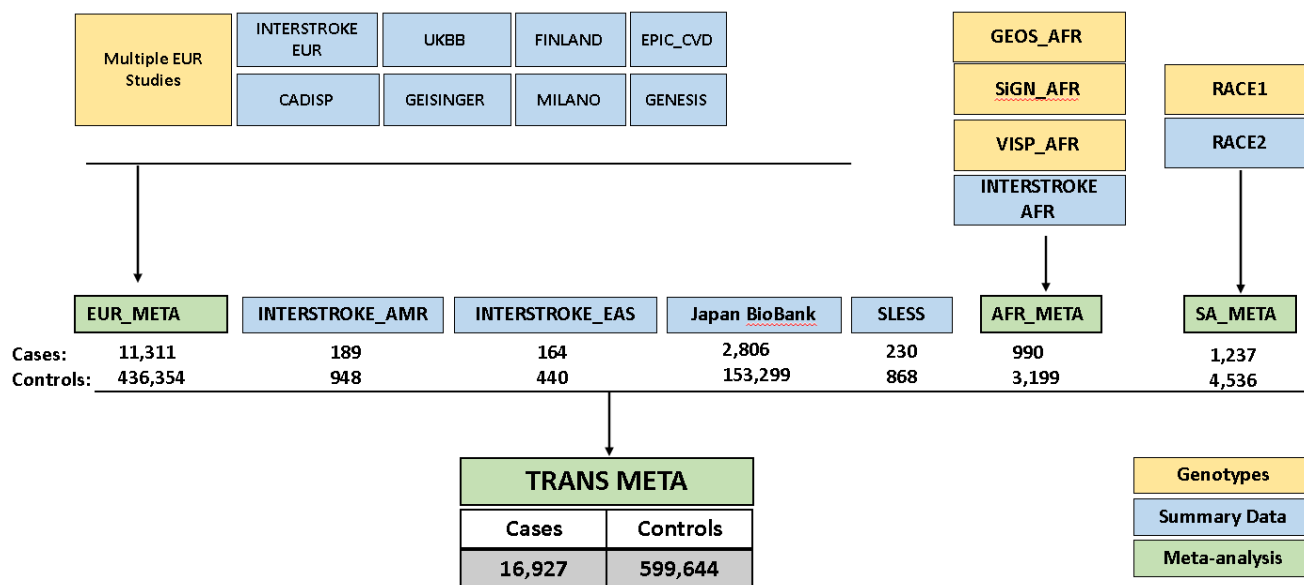 Multiple EUR
Studies
INTERSTROKE
EUR
UKBB
FINLAND
EPIC_CVD
CADISP
GEISINGER
MILANO
GENESIS
GEOS_AFR
SiGN_AFR
VISP_AFR
INTERSTROKE
AFR
RACE1
RACE2
EUR_META
INTERSTROKE_AMR
INTERSTROKE_EAS
Japan BioBank
SLESS
AFR_META
SA_META
Cases: 11,311 189 164 2,806 230 990 1,237
Controls: 436,354 948 440 153,299 868 3,199 4,536
TRANS META
Cases Controls
16,927 599,644
Genotypes
Summary Data
Meta-analysis